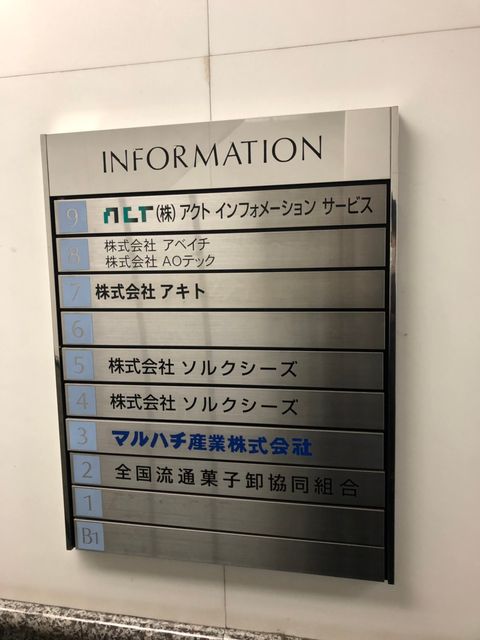 INFORMATION
9 ACT (株) アクト インフォメーション サービス
8 株式会社 アベイチ
株式会社 AOテック
7 株式会社 アキト
6
5 株式会社 ソルクシーズ
4 株式会社 ソルクシーズ
3 マルハチ産業株式会社
2 全国流通菓子卸協同組合
1
B1